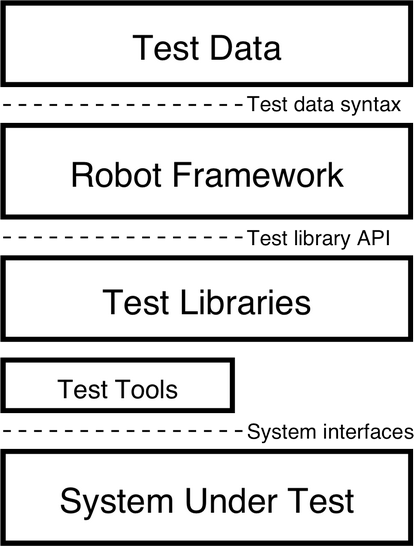 Test Data
Test data syntax
Robot Framework
Test library API
Test Libraries
Test Tools
System interfaces
System Under Test